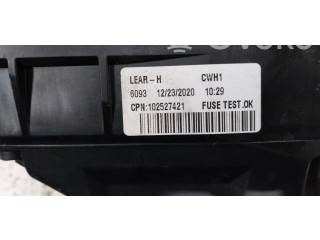 LEAR-H CWH1
6093 12/23/2020 10:29
CPN:102527421 FUSE TEST.OK